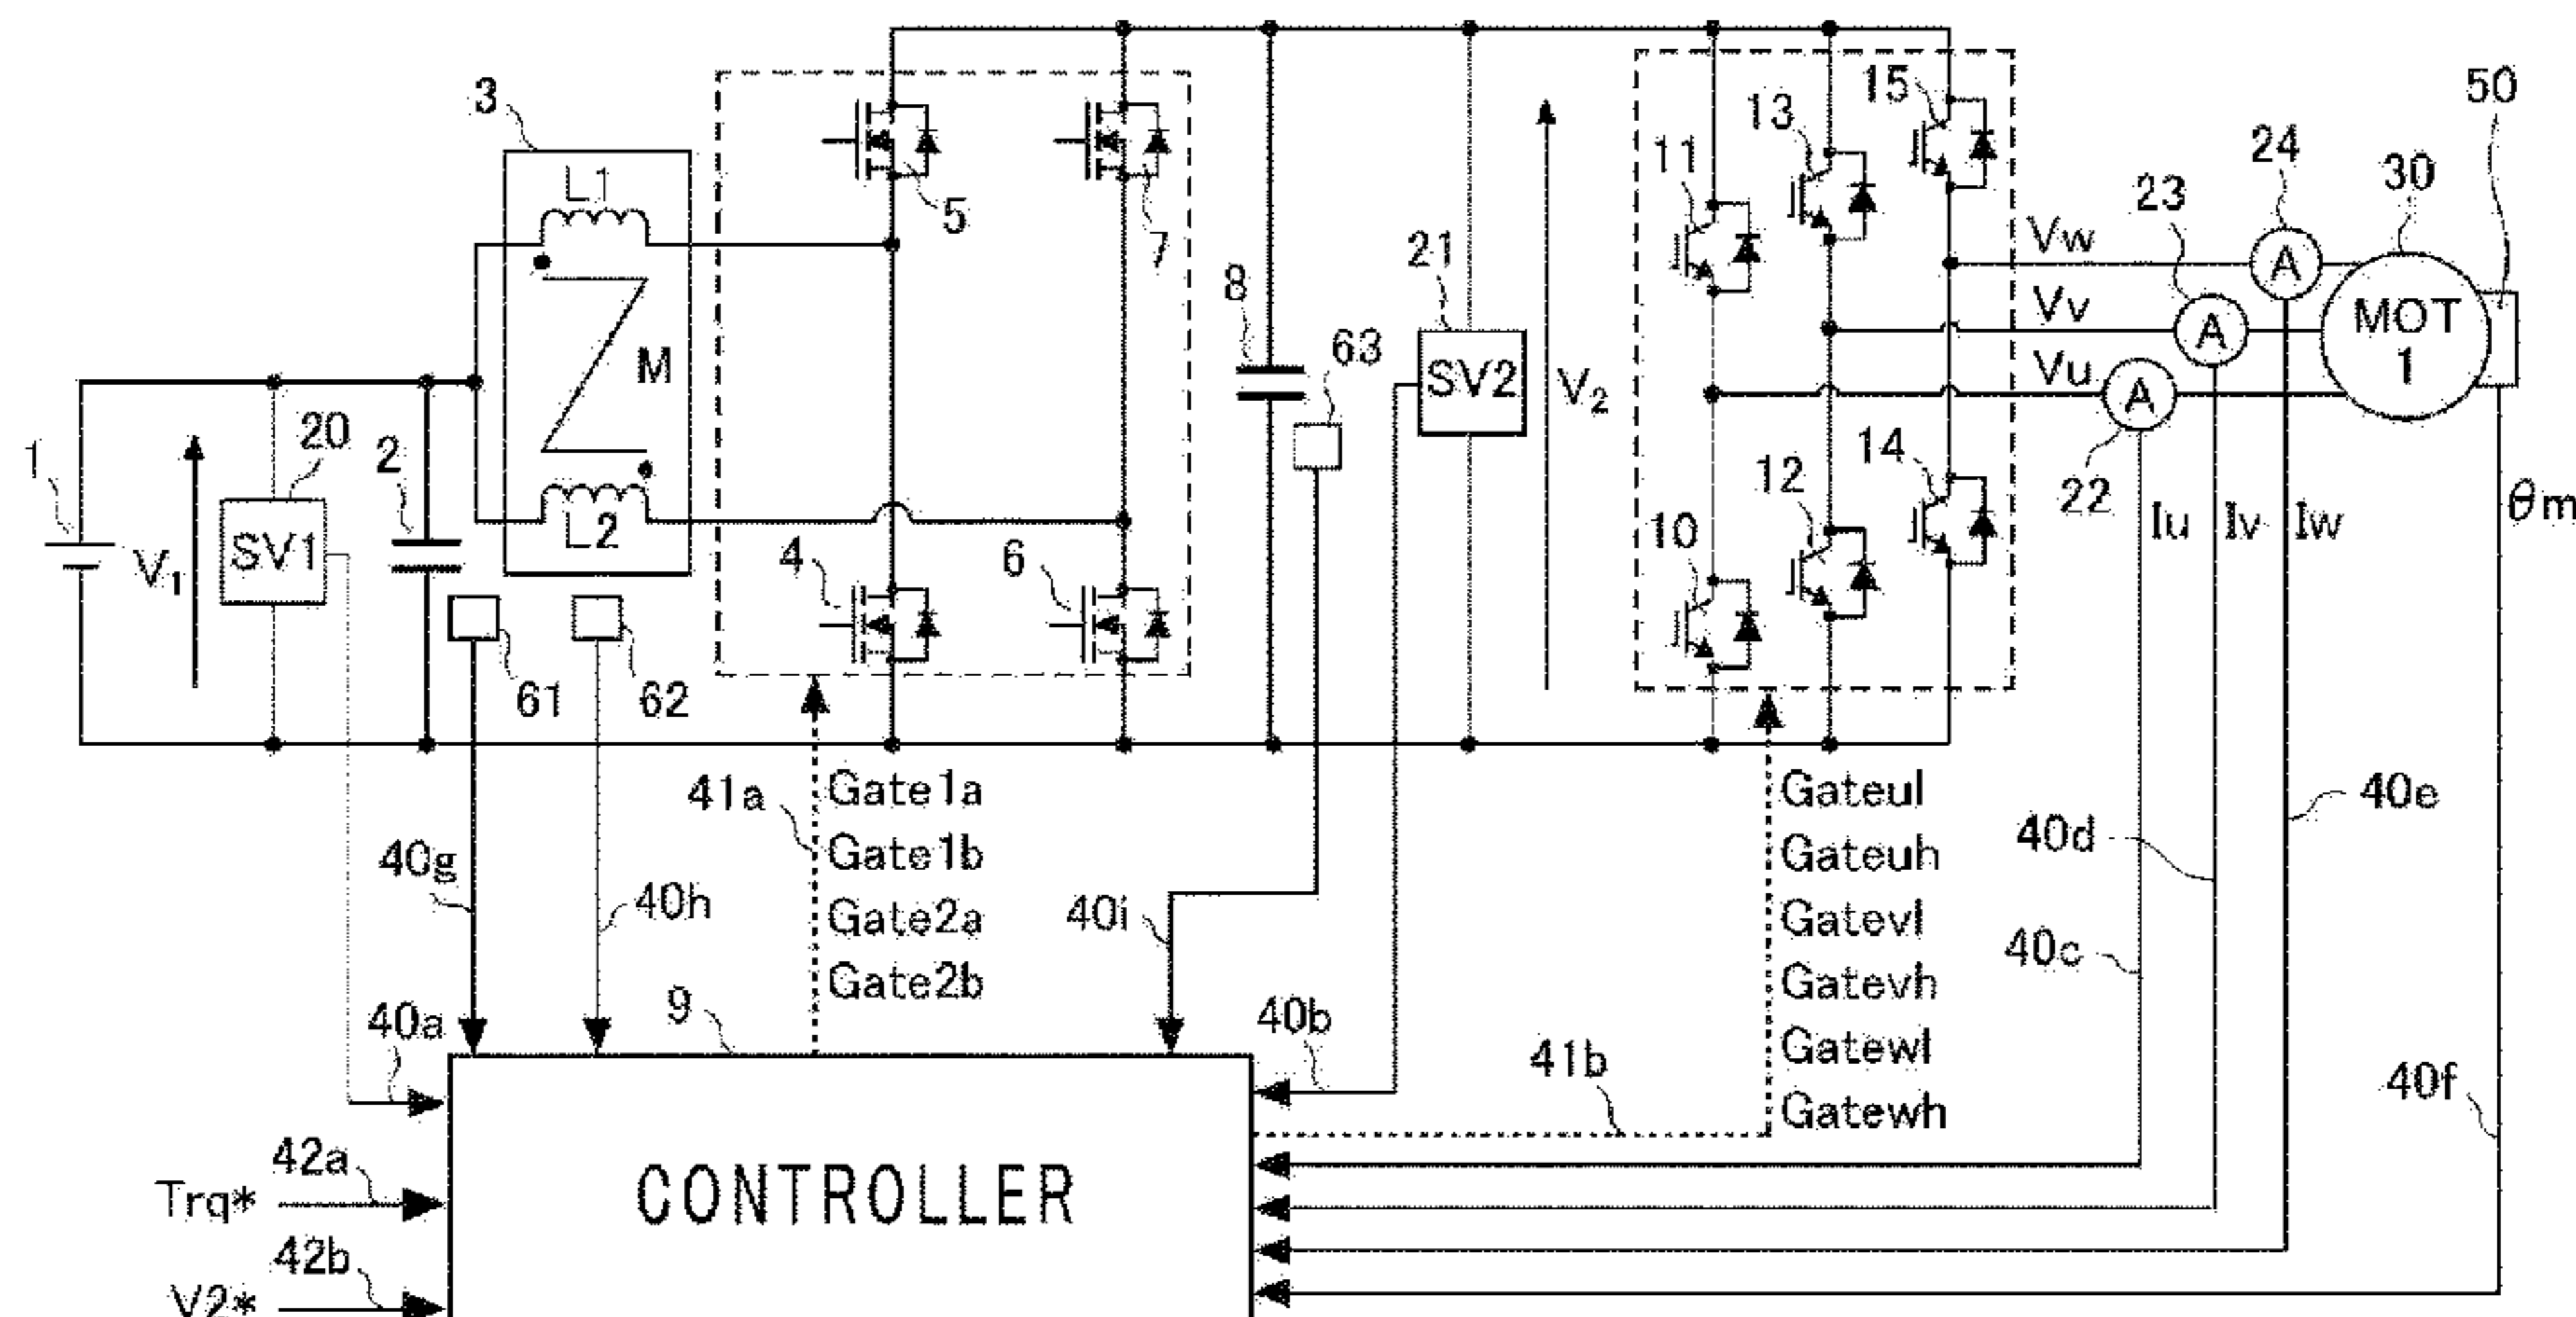 3
L1
M
L2
5
7
4
6
8
63
21
SV2
V2
11
13
15
10
12
14
Vw
Vv
Vu
A
A
A
22
23
24
30
50
MOT
1
θm
Iu
Iv
Iw
1
V1
20
SV1
2
61
62
40g
40h
41a
Gate1a
Gate1b
Gate2a
Gate2b
40i
40b
41b
Gateul
Gateuh
Gatevl
Gatevh
Gatewl
Gatewh
40c
40d
40e
40f
40a
9
CONTROLLER
Trq*
42a
V2*
42b